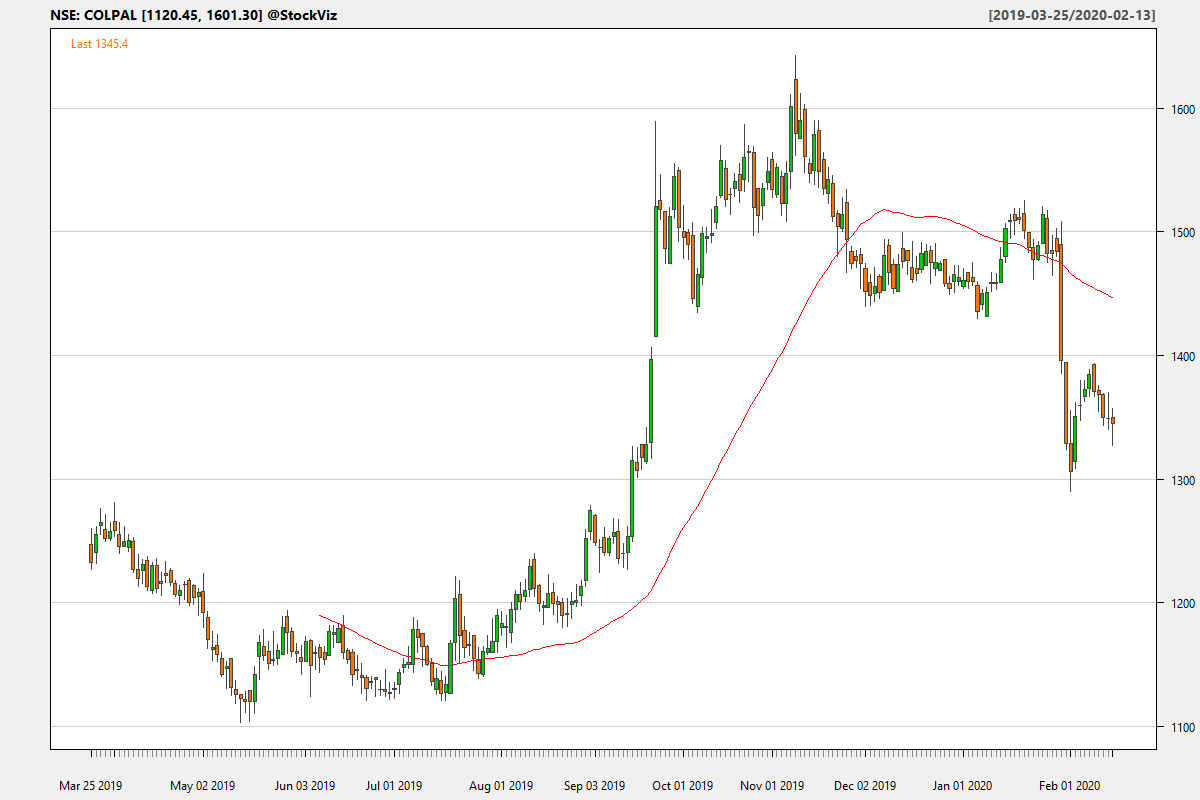 NSE: COLPAL [1120.45, 1601.30] @StockViz
[2019-03-25/2020-02-13]
Last 1345.4
1600
1500
1400
1300
1200
1100
Mar 25 2019
May 02 2019
Jun 03 2019
Jul 01 2019
Aug 01 2019
Sep 03 2019
Oct 01 2019
Nov 01 2019
Dec 02 2019
Jan 01 2020
Feb 01 2020